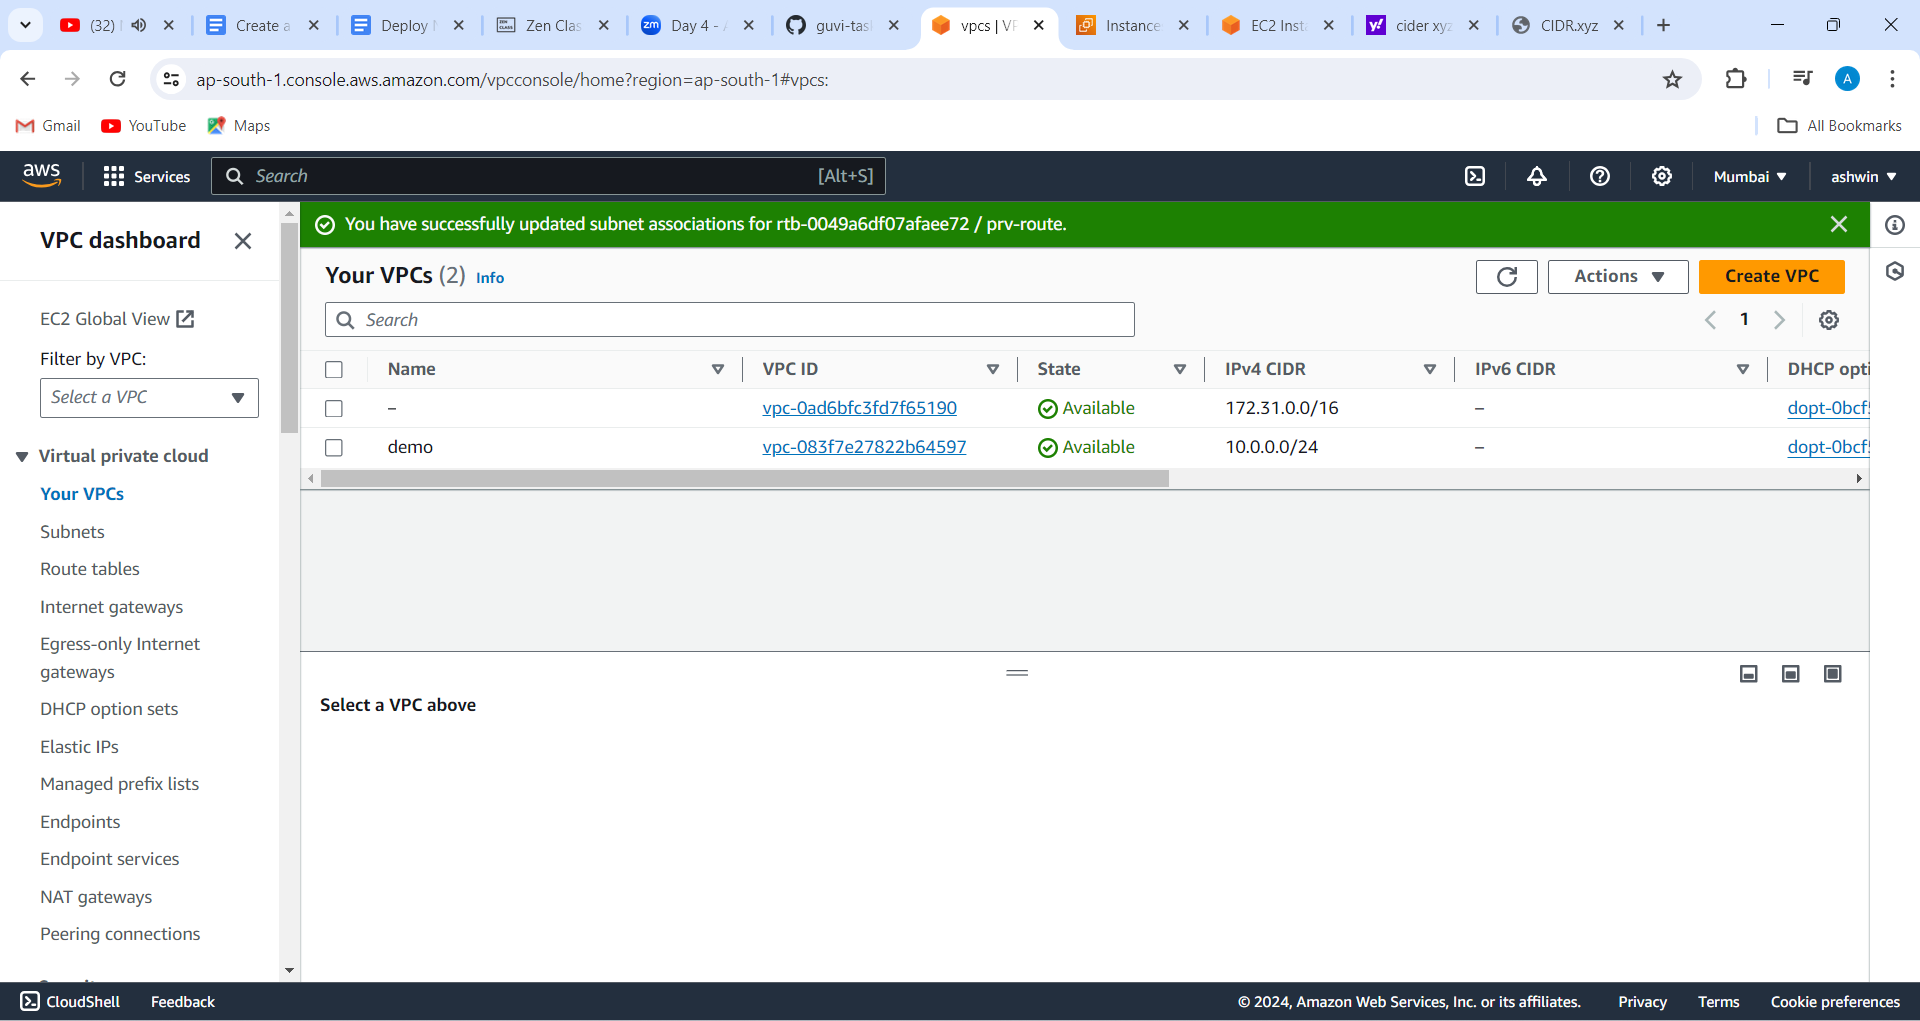 (32)
Create a
Deploy
Zen Clas
zm
Day 4 -
guvi-tas
vpcs | VP
Instance
EC2 Inst
cider xyz
CIDR.xyz
ap-south-1.console.aws.amazon.com/vpcconsole/home?region=ap-south-1#vpcs:
A
Gmail
YouTube
Maps
All Bookmarks
aws
Services
Search
[Alt+S]
Mumbai
ashwin
VPC dashboard
EC2 Global View
Filter by VPC:
Select a VPC
Virtual private cloud
Your VPCs
Subnets
Route tables
Internet gateways
Egress-only Internet
gateways
DHCP option sets
Elastic IPs
Managed prefix lists
Endpoints
Endpoint services
NAT gateways
Peering connections
You have successfully updated subnet associations for rtb-0049a6df07afaee72 / prv-route.
Your VPCs (2) Info
Actions
Create VPC
Search
1
Name VPC ID State IPv4 CIDR IPv6 CIDR DHCP opti
– vpc-0ad6bfc3fd7f65190 Available 172.31.0.0/16 – dopt-0bcf
demo vpc-083f7e27822b64597 Available 10.0.0.0/24 – dopt-0bcf
Select a VPC above
CloudShell
Feedback
© 2024, Amazon Web Services, Inc. or its affiliates.
Privacy
Terms
Cookie preferences